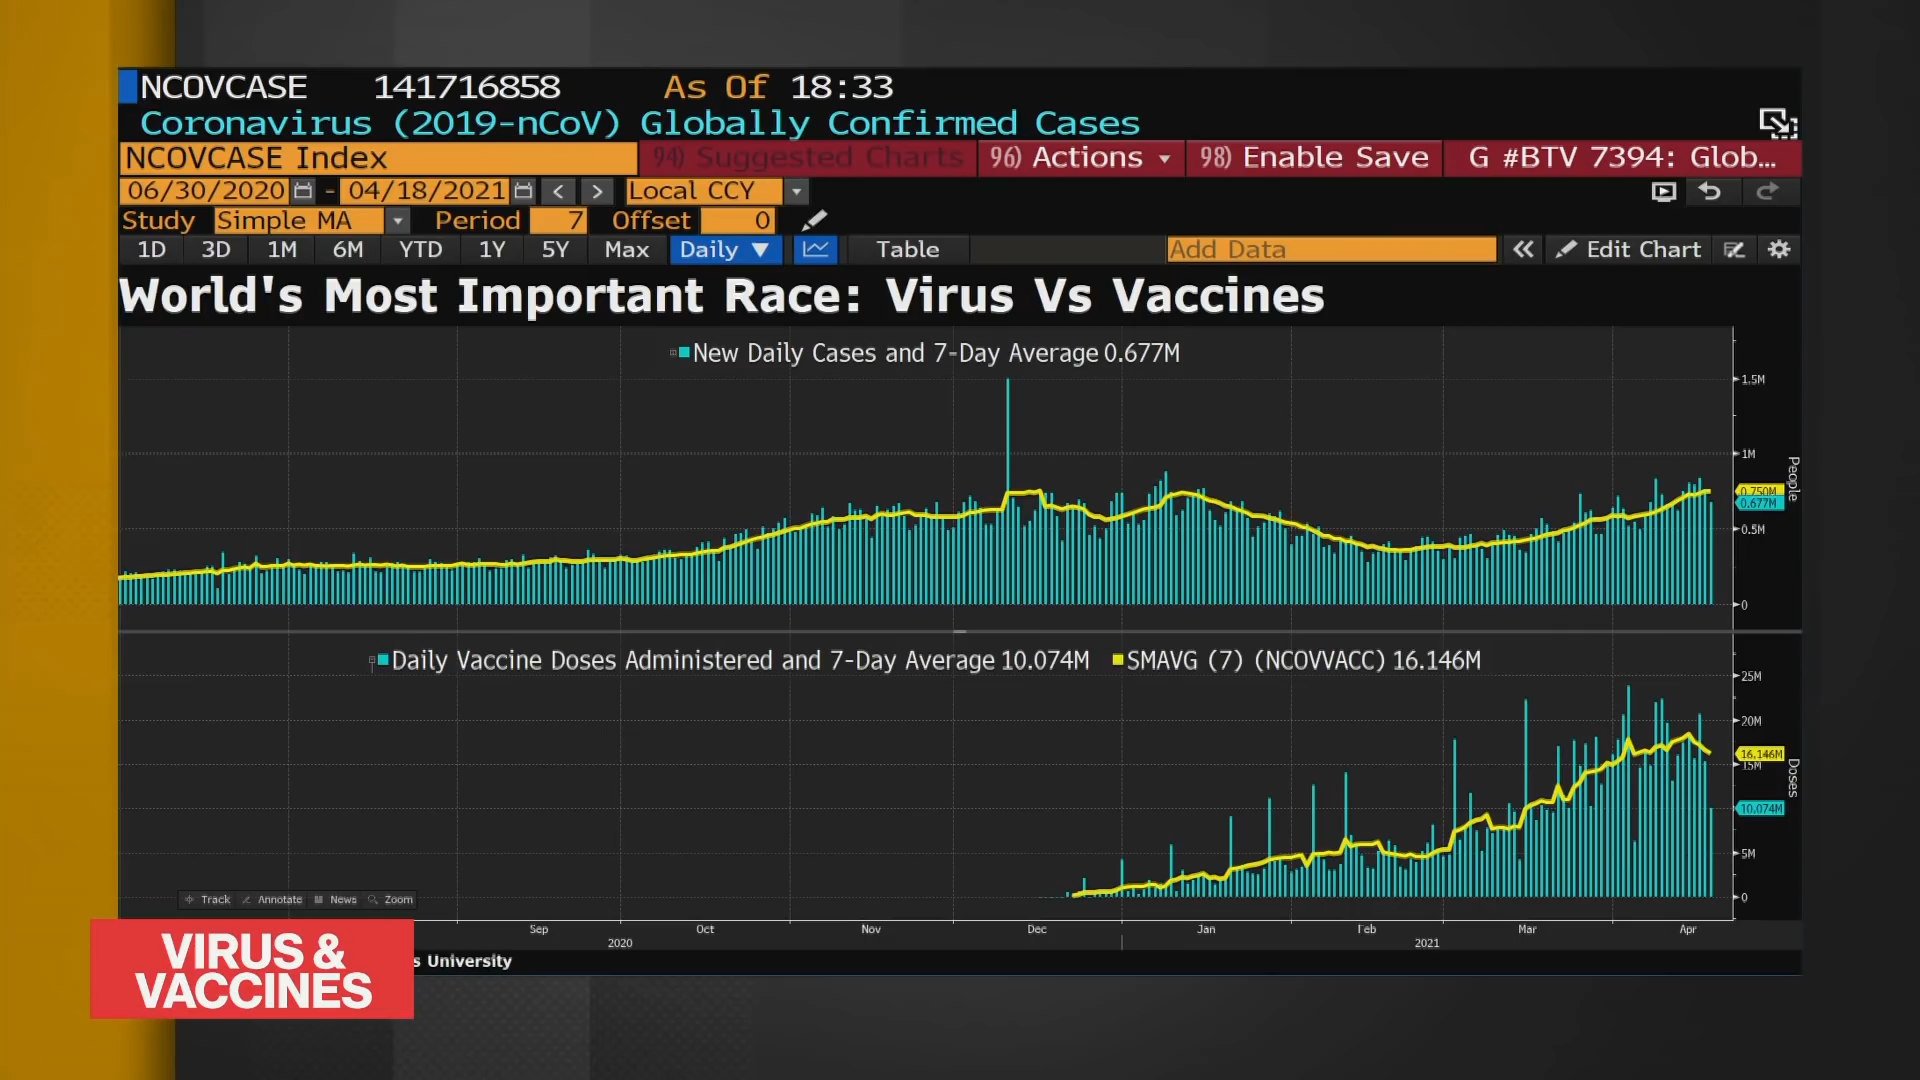 NCOVCASE 141716858 As Of 18:33
Coronavirus (2019-nCoV) Globally Confirmed Cases
NCOVCASE Index 94) Suggested Charts 96) Actions 98) Enable Save G #BTV 7394: Glob...
06/30/2020 - 04/18/2021 < > Local CCY
Study Simple MA Period 7 Offset 0
1D 3D 1M 6M YTD 1Y 5Y Max Daily ▼ Table Add Data « Edit Chart
World's Most Important Race: Virus Vs Vaccines
New Daily Cases and 7-Day Average 0.677M
1.5M
1M
0.750M
0.677M
0.5M
0
People
Daily Vaccine Doses Administered and 7-Day Average 10.074M SMAVG (7) (NCOVVACC) 16.146M
25M
20M
16.146M
15M
10.074M
5M
0
Doses
Track Annotate News Zoom
Sep Oct Nov Dec Jan Feb Mar Apr
2020 2021
s University
VIRUS &
VACCINES